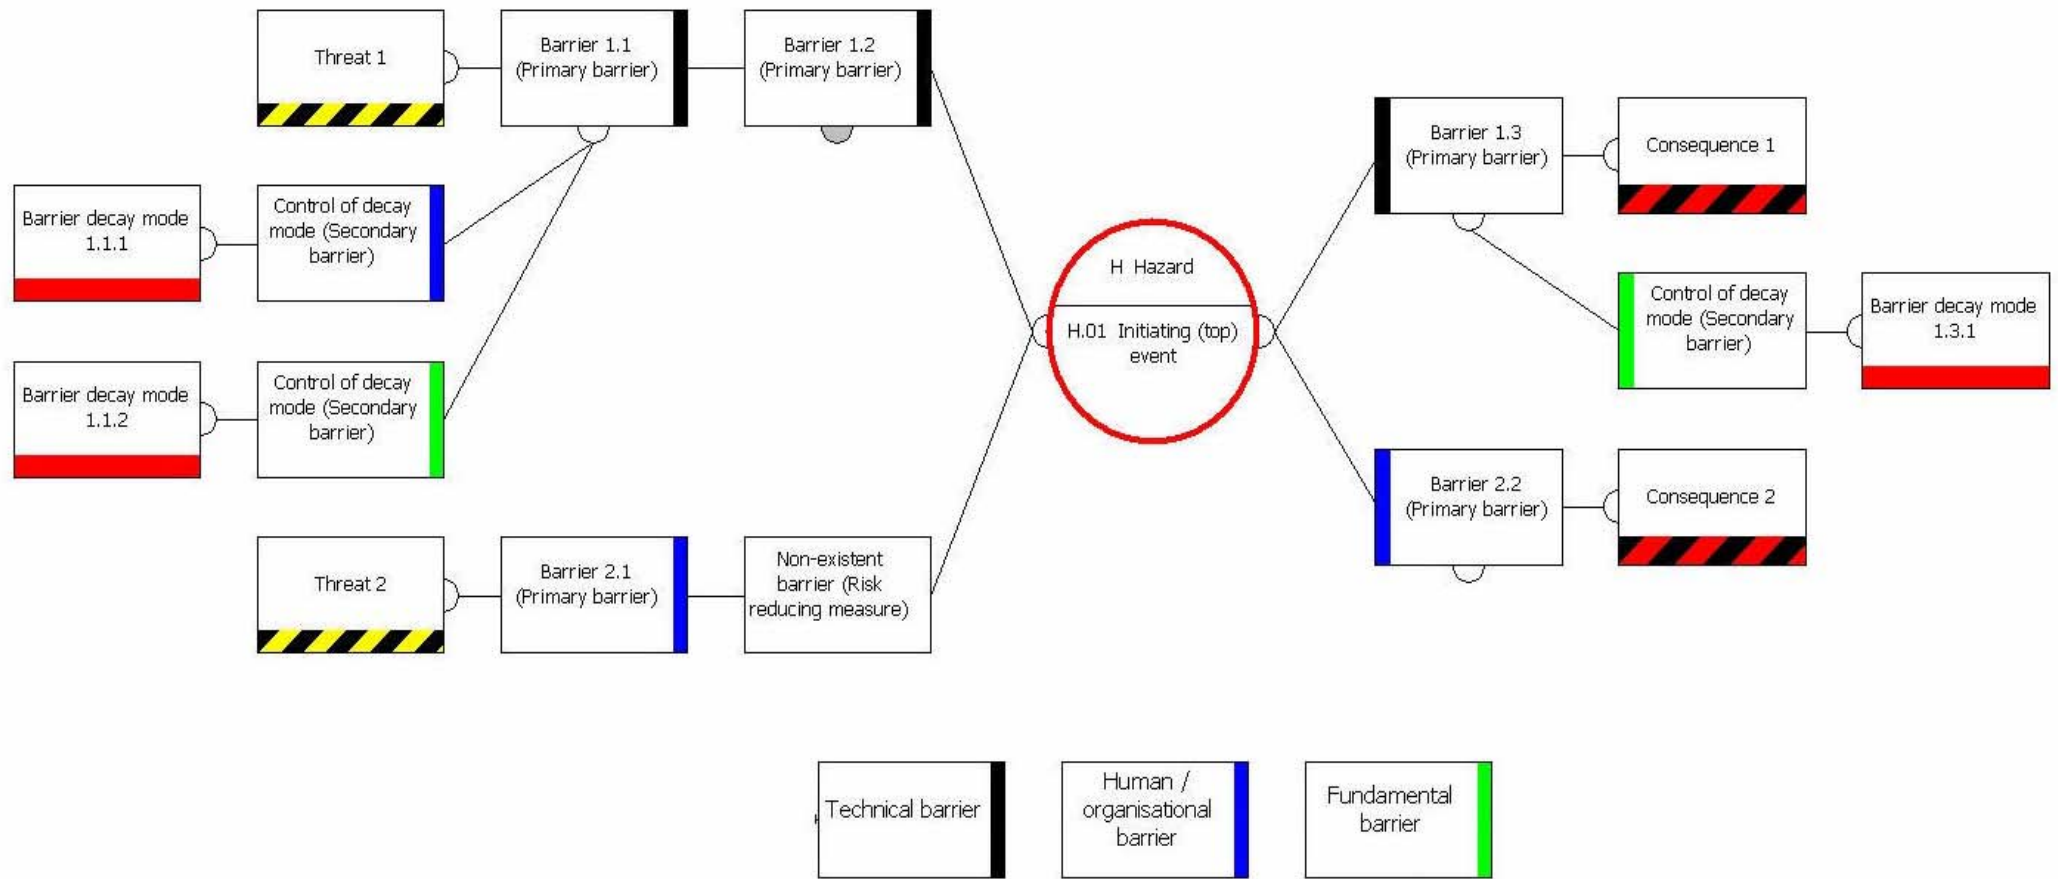 Threat 1
Barrier 1.1
(Primary barrier)
Barrier 1.2
(Primary barrier)
Barrier 1.3
(Primary barrier)
Consequence 1
Barrier decay mode
1.1.1
Control of decay
mode (Secondary
barrier)
H Hazard
H.01 Initiating (top)
event
Control of decay
mode (Secondary
barrier)
Barrier decay mode
1.3.1
Barrier decay mode
1.1.2
Control of decay
mode (Secondary
barrier)
Barrier 2.2
(Primary barrier)
Consequence 2
Threat 2
Barrier 2.1
(Primary barrier)
Non-existent
barrier (Risk
reducing measure)
Technical barrier
Human /
organisational
barrier
Fundamental
barrier